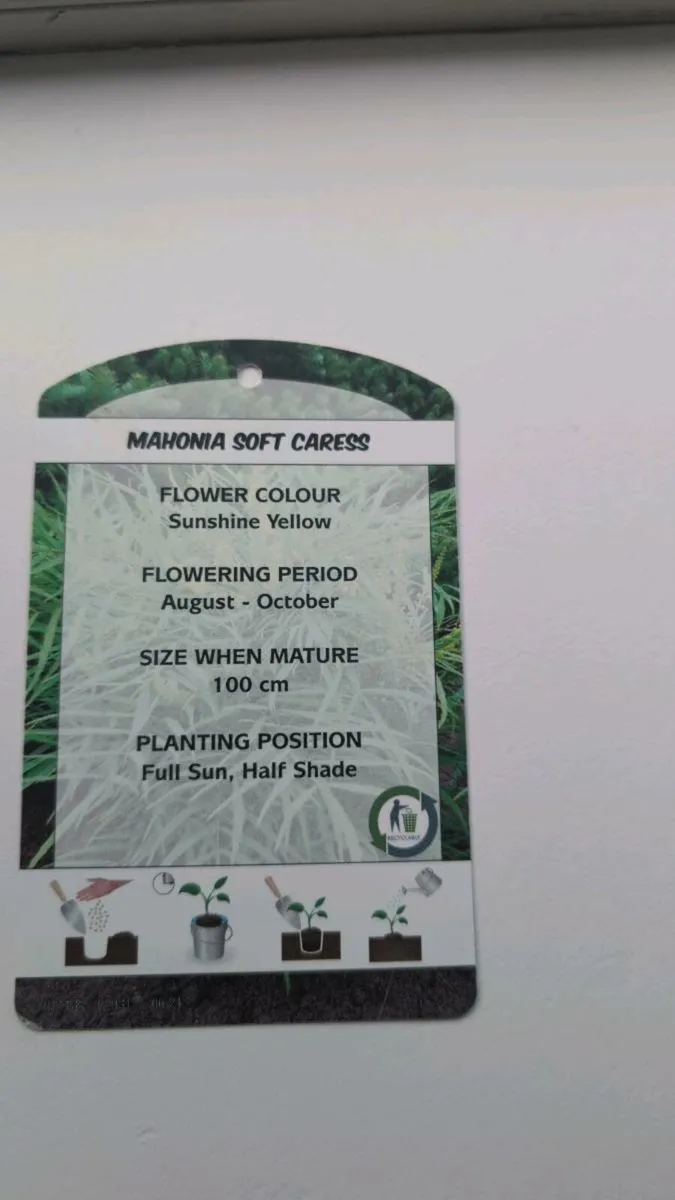 MAHONIA SOFT CARESS
FLOWER COLOUR
Sunshine Yellow
FLOWERING PERIOD
August - October
SIZE WHEN MATURE
100 cm
PLANTING POSITION
Full Sun, Half Shade
RECYCLABLE